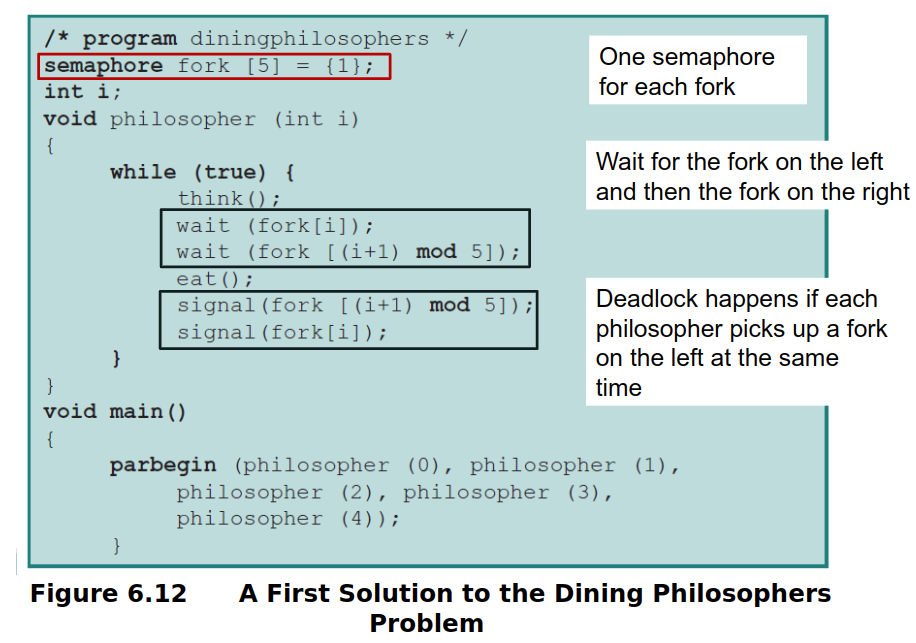 /* program diningphilosophers */
semaphore fork [5] = {1};
int i;
void philosopher (int i)
{
while (true) {
think();
wait (fork[i]);
wait (fork [(i+1) mod 5]);
eat();
signal(fork [(i+1) mod 5]);
signal(fork[i]);
}
}
void main()
{
parbegin (philosopher (0), philosopher (1),
philosopher (2), philosopher (3),
philosopher (4));
}
One semaphore
for each fork
Wait for the fork on the left
and then the fork on the right
Deadlock happens if each
philosopher picks up a fork
on the left at the same
time
Figure 6.12 A First Solution to the Dining Philosophers
Problem